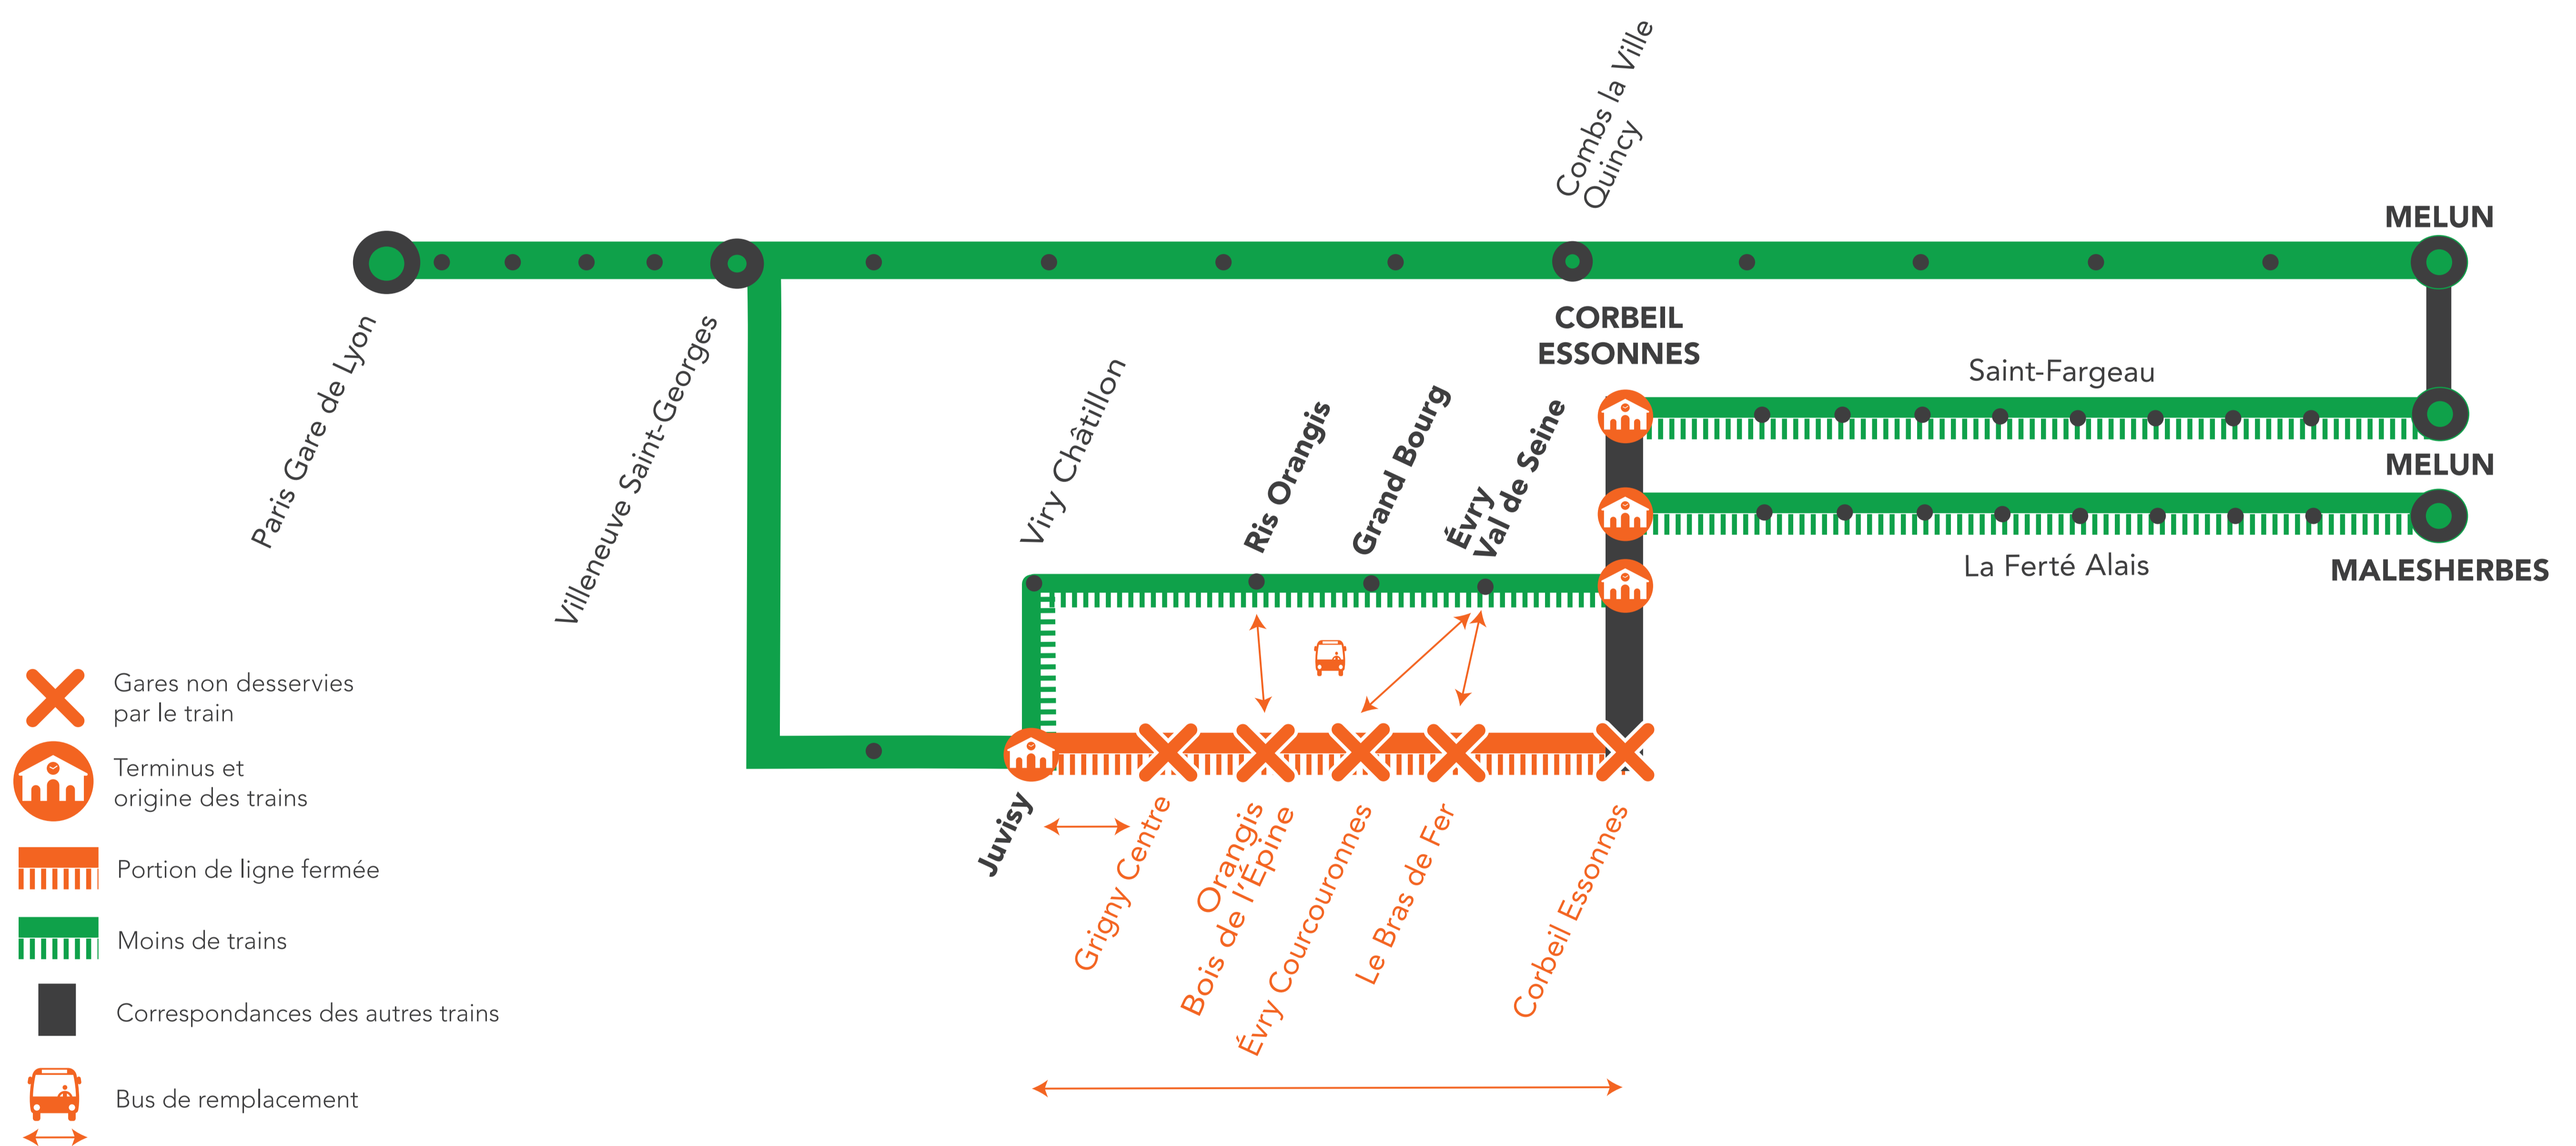 Combs la Ville
Quincy
MELUN
Paris Gare de Lyon
Villeneuve Saint-Georges
CORBEIL
ESSONNES
Saint-Fargeau
MELUN
Viry Châtillon
Ris Orangis
Grand Bourg
Évry
Val de Seine
La Ferté Alais
MALESHERBES
Juvisy
Grigny Centre
Orangis
Bois de l'Épine
Évry Courcouronnes
Le Bras de Fer
Corbeil Essonnes
Gares non desservies
par le train
Terminus et
origine des trains
Portion de ligne fermée
Moins de trains
Correspondances des autres trains
Bus de remplacement